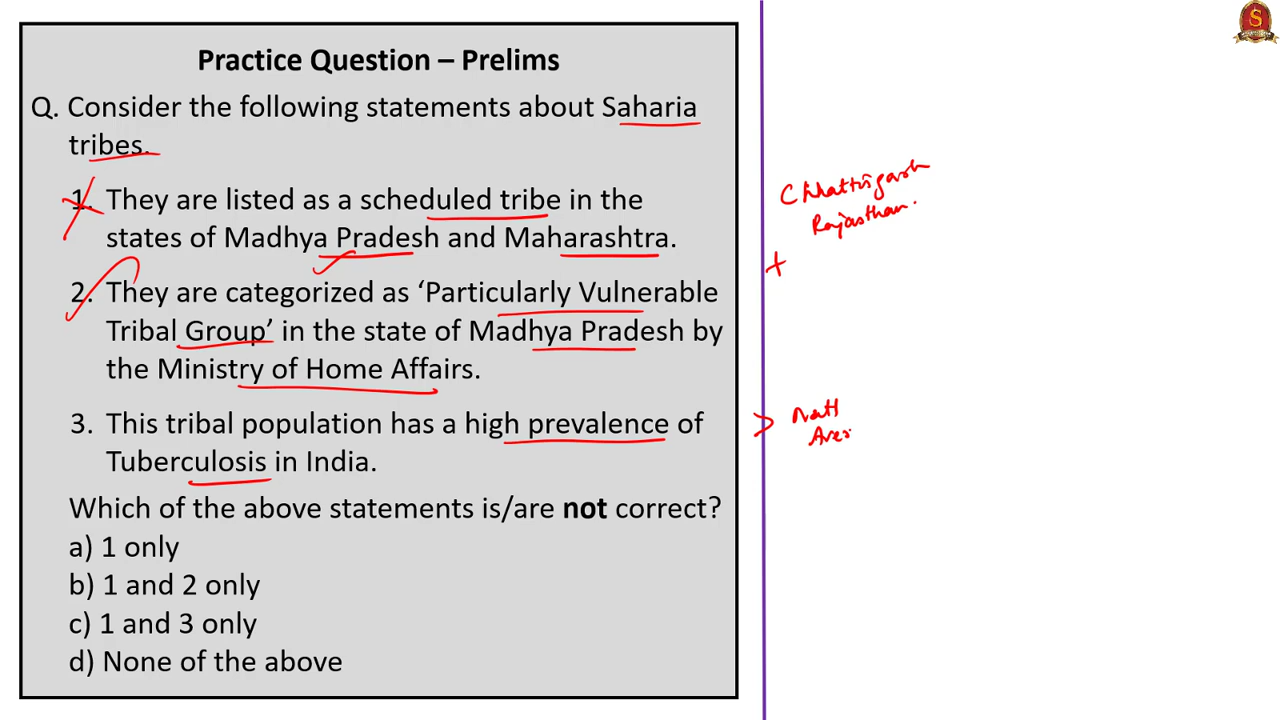 Practice Question – Prelims
Q. Consider the following statements about Saharia
tribes.
1. They are listed as a scheduled tribe in the
states of Madhya Pradesh and Maharashtra.
2. They are categorized as ‘Particularly Vulnerable
Tribal Group’ in the state of Madhya Pradesh by
the Ministry of Home Affairs.
3. This tribal population has a high prevalence of
Tuberculosis in India.
Which of the above statements is/are not correct?
a) 1 only
b) 1 and 2 only
c) 1 and 3 only
d) None of the above
Chhattisgarh
Rajasthan.
+
> Natl
S